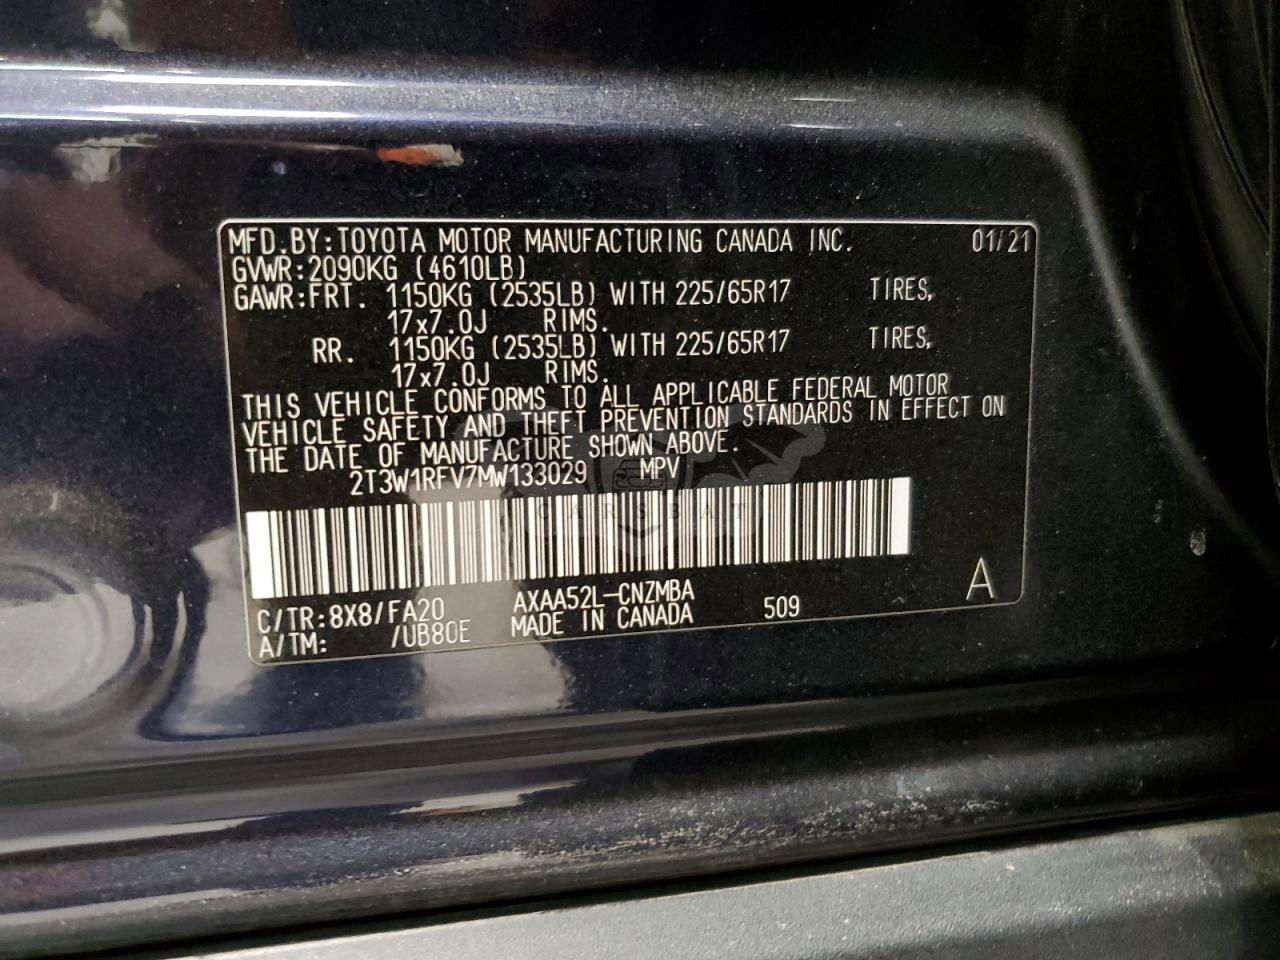 MFD.BY:TOYOTA MOTOR MANUFACTURING CANADA INC. 01/21
GVWR:2090KG (4610LB)
GAWR:FRT. 1150KG (2535LB) WITH 225/65R17 TIRES,
17x7.0J RIMS.
RR. 1150KG (2535LB) WITH 225/65R17 TIRES,
17x7.0J RIMS.
THIS VEHICLE CONFORMS TO ALL APPLICABLE FEDERAL MOTOR
VEHICLE SAFETY AND THEFT PREVENTION STANDARDS IN EFFECT ON
THE DATE OF MANUFACTURE SHOWN ABOVE.
2T3W1RFV7MW133029 MPV
CARSBAT
C/TR:8X8/FA20 AXAA52L-CNZMBA 509 A
A/TM: /UB80E MADE IN CANADA